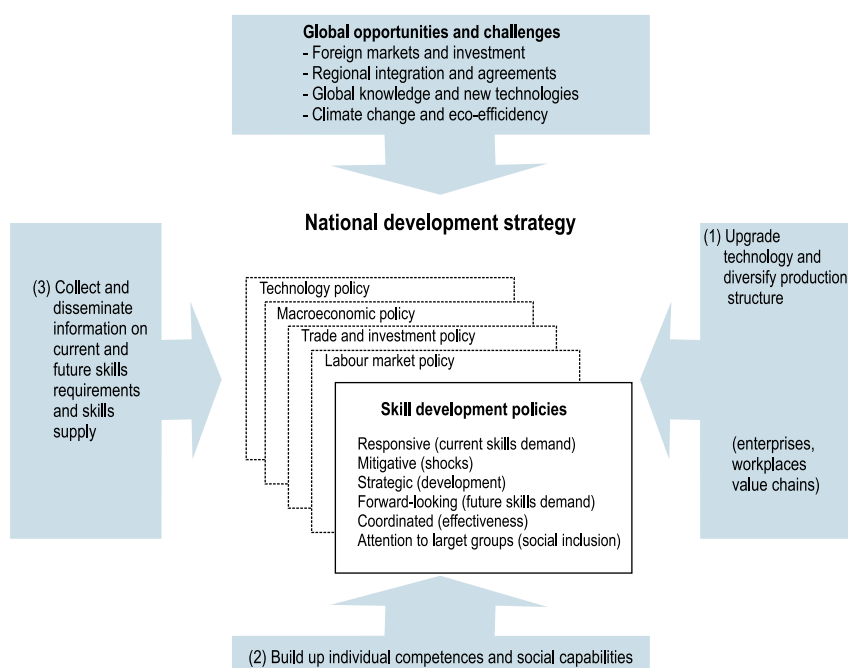 Global opportunities and challenges
- Foreign markets and investment
- Regional integration and agreements
- Global knowledge and new technologies
- Climate change and eco-efficidency
National development strategy
(3) Collect and
disseminate
information on
current and
future skills
requirements
and skills
supply
Technology policy
Macroeconomic policy
Trade and investment policy
Labour market policy
Skill development policies
Responsive (current skills demand)
Mitigative (shocks)
Strategic (development)
Forward-looking (future skills demand)
Coordinated (effectiveness)
Attention to larget groups (social inclusion)
(1) Upgrade
technology and
diversify production
structure
(enterprises,
workplaces
value chains)
(2) Build up individual competences and social capabilities